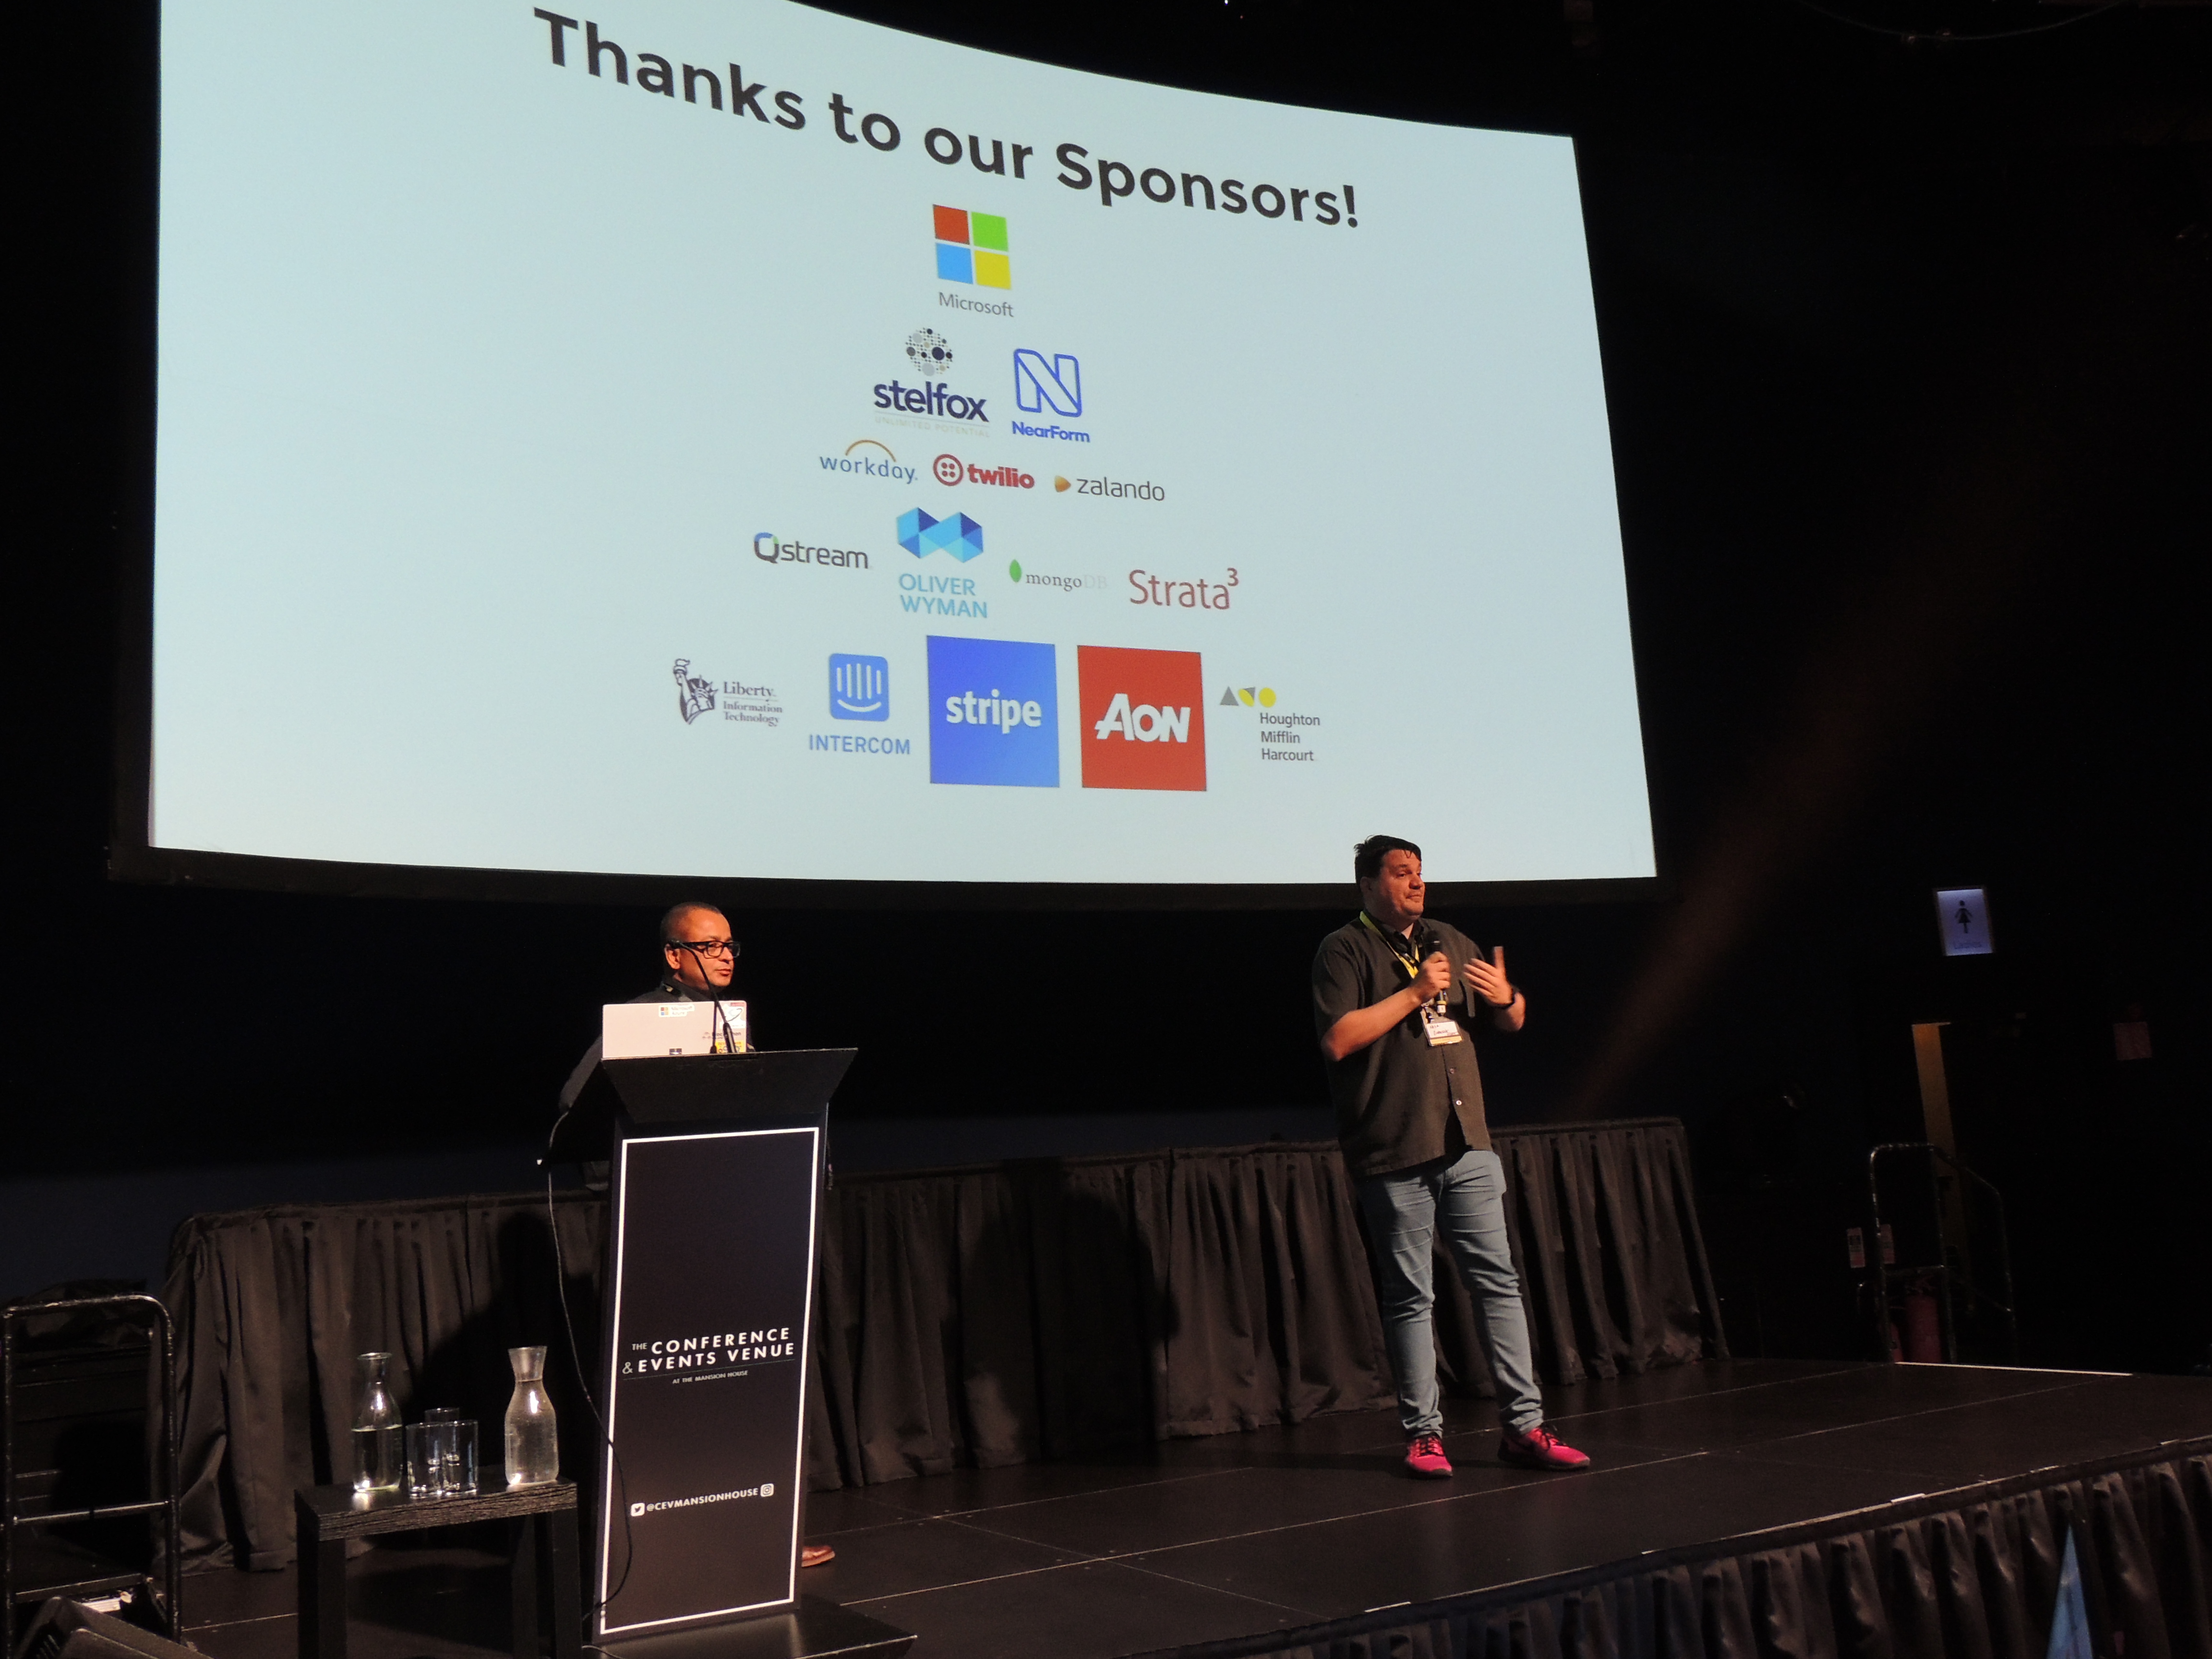 Thanks to our Sponsors!
Microsoft
stelfox
UNLIMITED POTENTIAL
NearForm
workday.
twilio
zalando
Qstream
OLIVER
WYMAN
mongoDB
Strata3
Liberty
Information
Technology
INTERCOM
stripe
AON
Houghton
Mifflin
Harcourt
Ladies
THE CONFERENCE
& EVENTS VENUE
AT THE MANSION HOUSE
@CEVMANSIONHOUSE